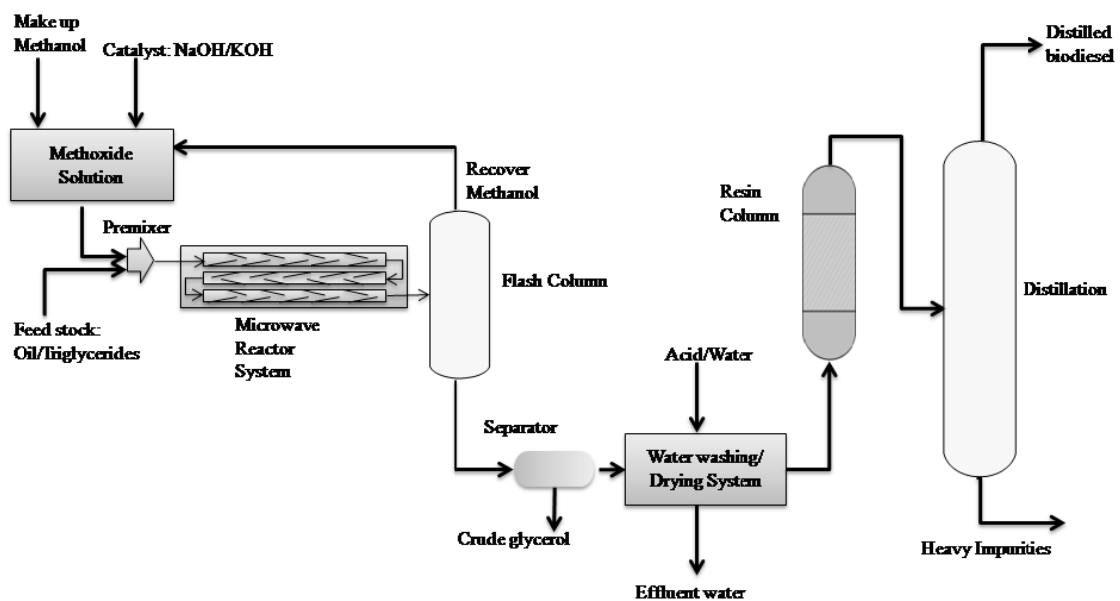 Make up
Methanol
Catalyst: NaOH/KOH
Distilled
biodiesel
Methoxide
Solution
Recover
Methanol
Resin
Column
Premixer
Flash Column
Distillation
Feed stock:
Oil/Triglycerides
Microwave
Reactor
System
Acid/Water
Separator
Water washing/
Drying System
Crude glycerol
Heavy Impurities
Effluent water